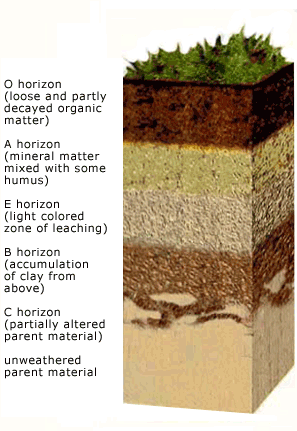 O horizon
(loose and partly
decayed organic
matter)
A horizon
(mineral matter
mixed with some
humus)
E horizon
(light colored
zone of leaching)
B horizon
(accumulation
of clay from
above)
C horizon
(partially altered
parent material)
unweathered
parent material